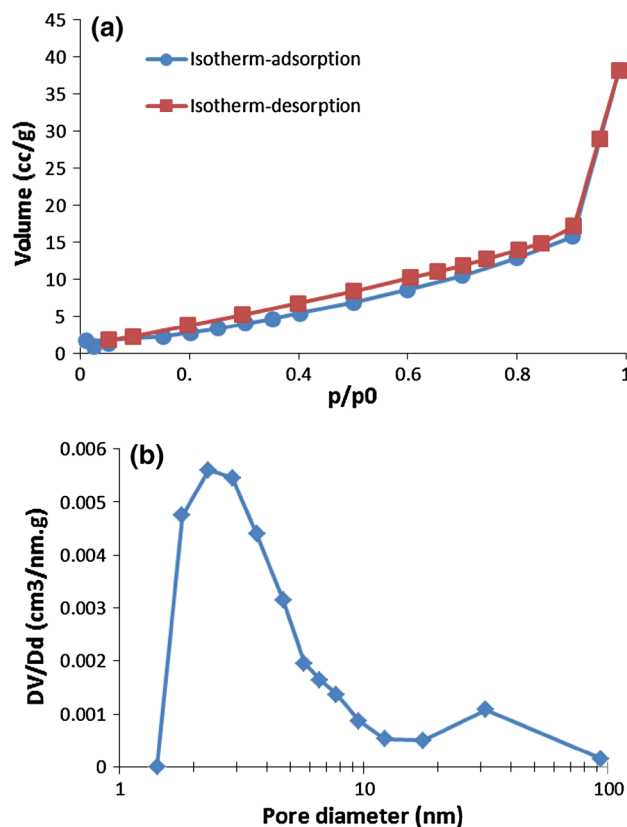 (a)
Isotherm-adsorption
Isotherm-desorption
Volume (cc/g)
45
40
35
30
25
20
15
10
5
0
0 0. 0.4 0.6 0.8 1
p/p0
(b)
DV/Dd (cm3/nm.g)
0.006
0.005
0.004
0.003
0.002
0.001
0
1 10 100
Pore diameter (nm)